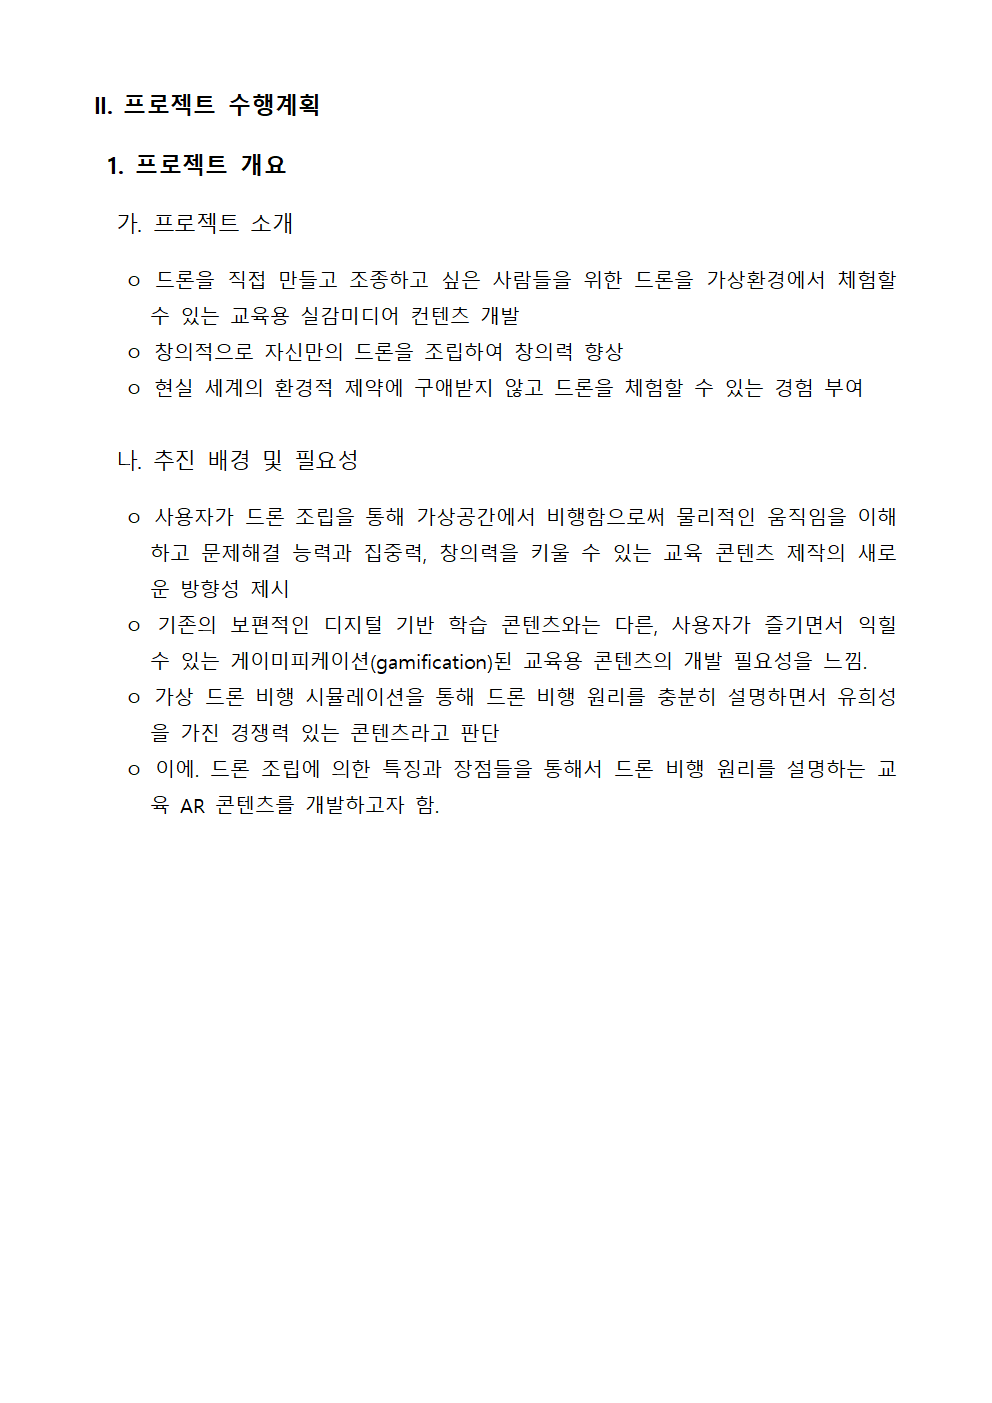 II. 프로젝트 수행계획
1. 프로젝트 개요
가. 프로젝트 소개
ㅇ 드론을 직접 만들고 조종하고 싶은 사람들을 위한 드론을 가상환경에서 체험할
수 있는 교육용 실감미디어 컨텐츠 개발
ㅇ 창의적으로 자신만의 드론을 조립하여 창의력 향상
ㅇ 현실 세계의 환경적 제약에 구애받지 않고 드론을 체험할 수 있는 경험 부여
나. 추진 배경 및 필요성
ㅇ 사용자가 드론 조립을 통해 가상공간에서 비행함으로써 물리적인 움직임을 이해
하고 문제해결 능력과 집중력, 창의력을 키울 수 있는 교육 콘텐츠 제작의 새로
운 방향성 제시
ㅇ 기존의 보편적인 디지털 기반 학습 콘텐츠와는 다른, 사용자가 즐기면서 익힐
수 있는 게이미피케이션(gamification)된 교육용 콘텐츠의 개발 필요성을 느낌.
ㅇ 가상 드론 비행 시뮬레이션을 통해 드론 비행 원리를 충분히 설명하면서 유희성
을 가진 경쟁력 있는 콘텐츠라고 판단
ㅇ 이에. 드론 조립에 의한 특징과 장점들을 통해서 드론 비행 원리를 설명하는 교
육 AR 콘텐츠를 개발하고자 함.